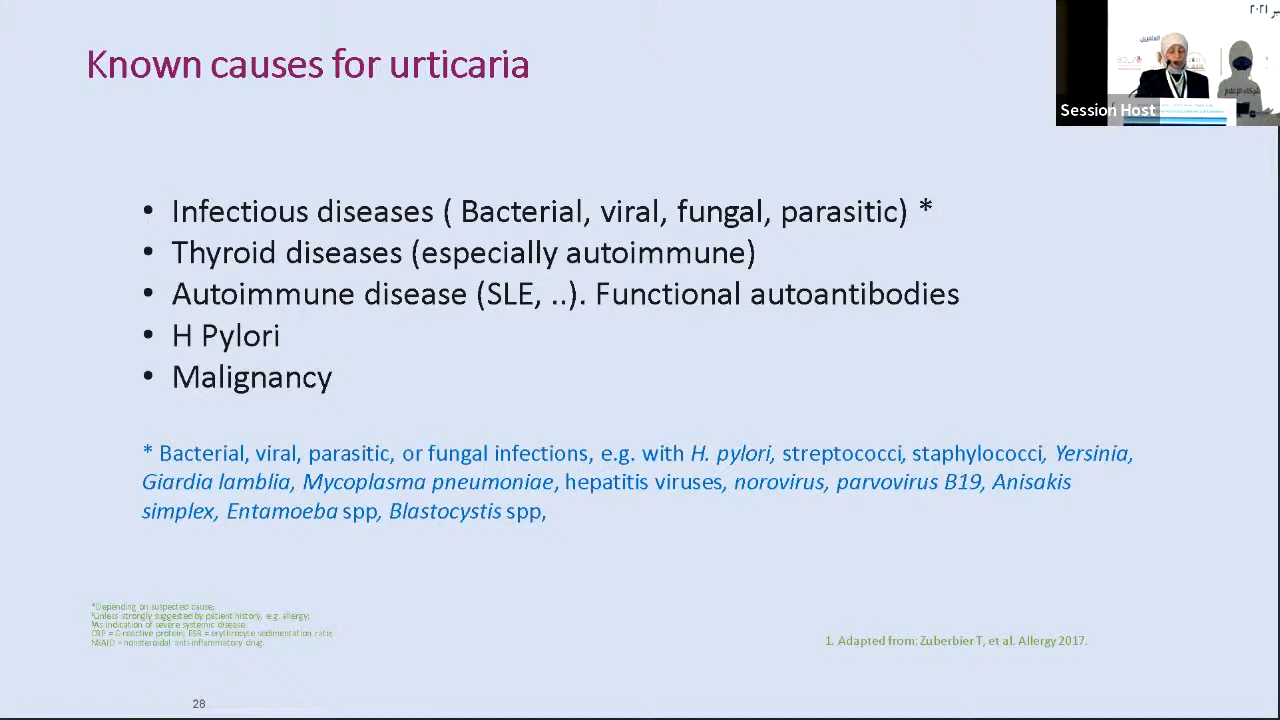 Known causes for urticaria
• Infectious diseases ( Bacterial, viral, fungal, parasitic) *
• Thyroid diseases (especially autoimmune)
• Autoimmune disease (SLE, ..). Functional autoantibodies
• H Pylori
• Malignancy
* Bacterial, viral, parasitic, or fungal infections, e.g. with H. pylori, streptococci, staphylococci, Yersinia,
Giardia lamblia, Mycoplasma pneumoniae, hepatitis viruses, norovirus, parvovirus B19, Anisakis
simplex, Entamoeba spp, Blastocystis spp,
Depending on suspected cause;
Unless strongly suggested by patient history, e.g. allergy;
As indication of severe systemic disease.
CRP = C-reactive protein; ESR = erythrocyte sedimentation rate;
NSAID = nonsteroidal anti-inflammatory drug.
1. Adapted from: Zuberbier T, et al. Allergy 2017.
28
٢٠٢١
شركاء الإعلام
Session Host